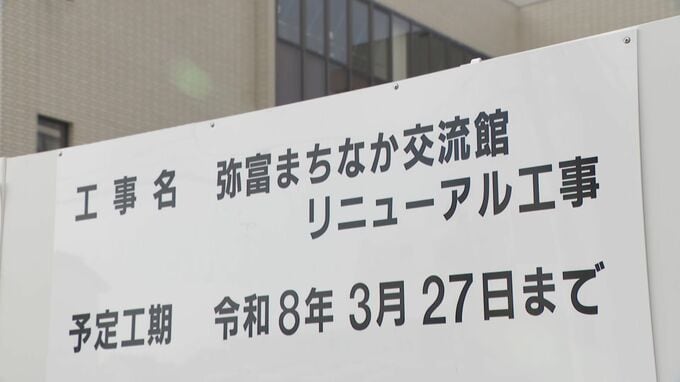 工事名 弥富まちなか交流館
リニューアル工事
予定工期 令和8年3月27日まで